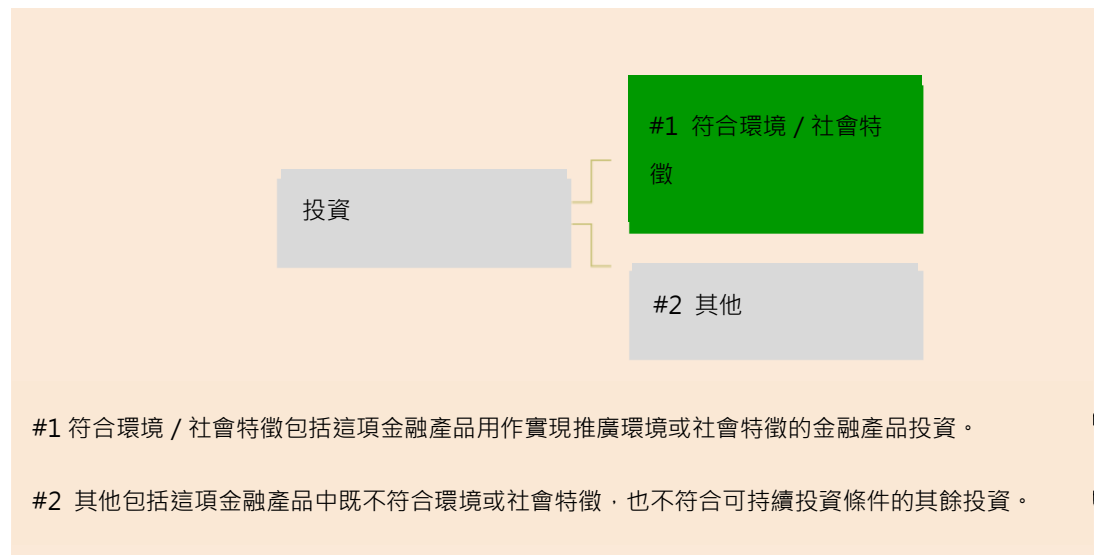 #1 符合環境 / 社會特
徵
投資
#2 其他
#1 符合環境 / 社會特徵包括這項金融產品用作實現推廣環境或社會特徵的金融產品投資。
#2 其他包括這項金融產品中既不符合環境或社會特徵，也不符合可持續投資條件的其餘投資。